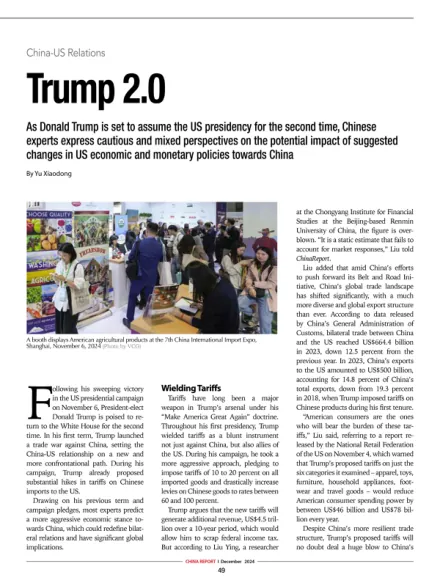 China-US Relations
Trump 2.0
As Donald Trump is set to assume the US presidency for the second time, Chinese
experts express cautious and mixed perspectives on the potential impact of suggested
changes in US economic and monetary policies towards China
By Yu Xiaodong
CHOOSE QUALITY
WASHING
A booth displays American agricultural products at the 7th China International Import Expo,
Shanghai, November 6, 2024 (Photo by VCG)
Following his sweeping victory
in the US presidential campaign
on November 6, President-elect
Donald Trump is poised to re-
turn to the White House for the second
time. In his first term, Trump launched
a trade war against China, setting the
China-US relationship on a new and
more confrontational path. During his
campaign, Trump already proposed
substantial hikes in tariffs on Chinese
imports to the US.
Drawing on his previous term and
campaign pledges, most experts predict
a more aggressive economic stance to-
wards China, which could redefine bilat-
eral relations and have significant global
implications.
Wielding Tariffs
Tariffs have long been a major
weapon in Trump's arsenal under his
"Make America Great Again" doctrine.
Throughout his first presidency, Trump
wielded tariffs as a blunt instrument
not just against China, but also allies of
the US. During his campaign, he took a
more aggressive approach, pledging to
impose tariffs of 10 to 20 percent on all
imported goods and drastically increase
levies on Chinese goods to rates between
60 and 100 percent.
Trump argues that the new tariffs will
generate additional revenue, US$4.5 tril-
lion over a 10-year period, which would
allow him to scrap federal income tax.
But according to Liu Ying, a researcher
at the Chongyang Institute for Financial
Studies at the Beijing-based Renmin
University of China, the figure is over-
blown. "It is a static estimate that fails to
account for market responses," Liu told
ChinaReport.
Liu added that amid China's efforts
to push forward its Belt and Road Ini-
tiative, China's global trade landscape
has shifted significantly, with a much
more diverse and global export structure
than ever. According to data released
by China's General Administration of
Customs, bilateral trade between China
and the US reached US$664.4 billion
in 2023, down 12.5 percent from the
previous year. In 2023, China's exports
to the US amounted to US$500 billion,
accounting for 14.8 percent of China's
total exports, down from 19.3 percent
in 2018, when Trump imposed tariffs on
Chinese products during his first tenure.
"American consumers are the ones
who will bear the burden of these tar-
iffs," Liu said, referring to a report re-
leased by the National Retail Federation
of the US on November 4, which warned
that Trump's proposed tariffs on just the
six categories it examined – apparel, toys,
furniture, household appliances, foot-
wear and travel goods – would reduce
American consumer spending power by
between US$46 billion and US$78 bil-
lion every year.
Despite China's more resilient trade
structure, Trump's proposed tariffs will
no doubt deal a huge blow to China's
CHINA REPORT I December 2024
49